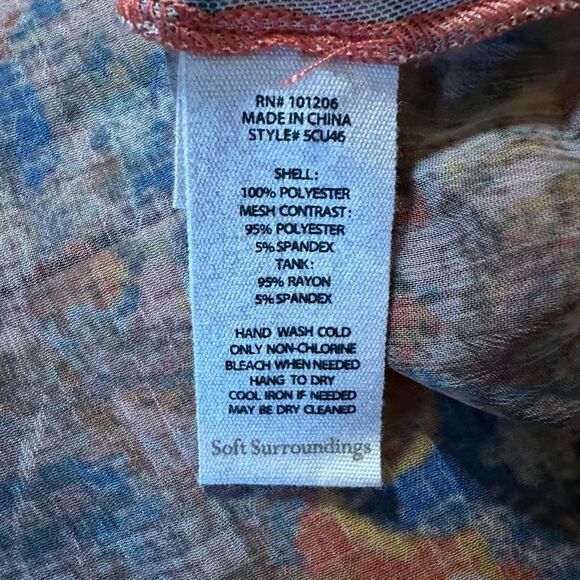 RN# 101206
MADE IN CHINA
STYLE# 5CU46
SHELL:
100% POLYESTER
MESH CONTRAST:
95% POLYESTER
5% SPANDEX
TANK:
95% RAYON
5% SPANDEX
HAND WASH COLD
ONLY NON-CHLORINE
BLEACH WHEN NEEDED
HANG TO DRY
COOL IRON IF NEEDED
MAY BE DRY CLEANED
Soft Surroundings